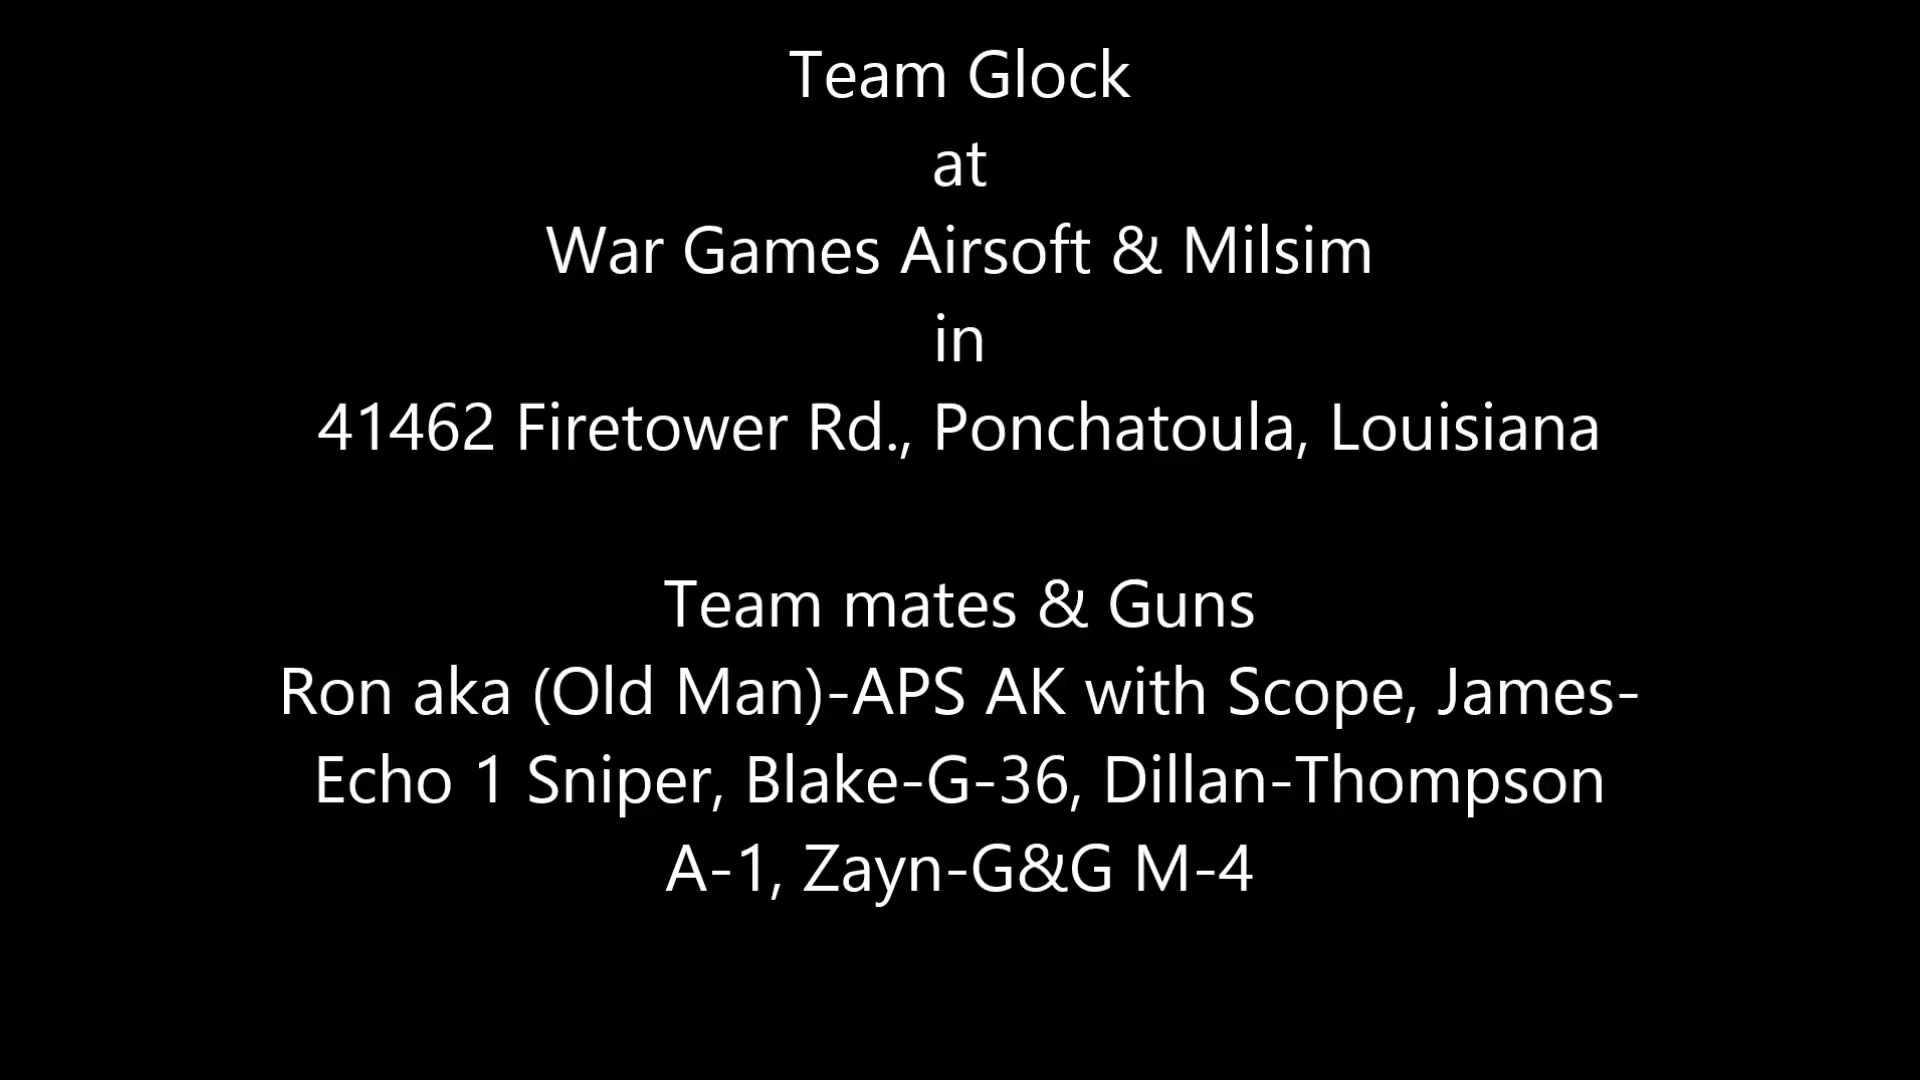 Team Glock
at
War Games Airsoft & Milsim
in
41462 Firetower Rd., Ponchatoula, Louisiana
Team mates & Guns
Ron aka (Old Man)-APS AK with Scope, James-
Echo 1 Sniper, Blake-G-36, Dillan-Thompson
A-1, Zayn-G&G M-4